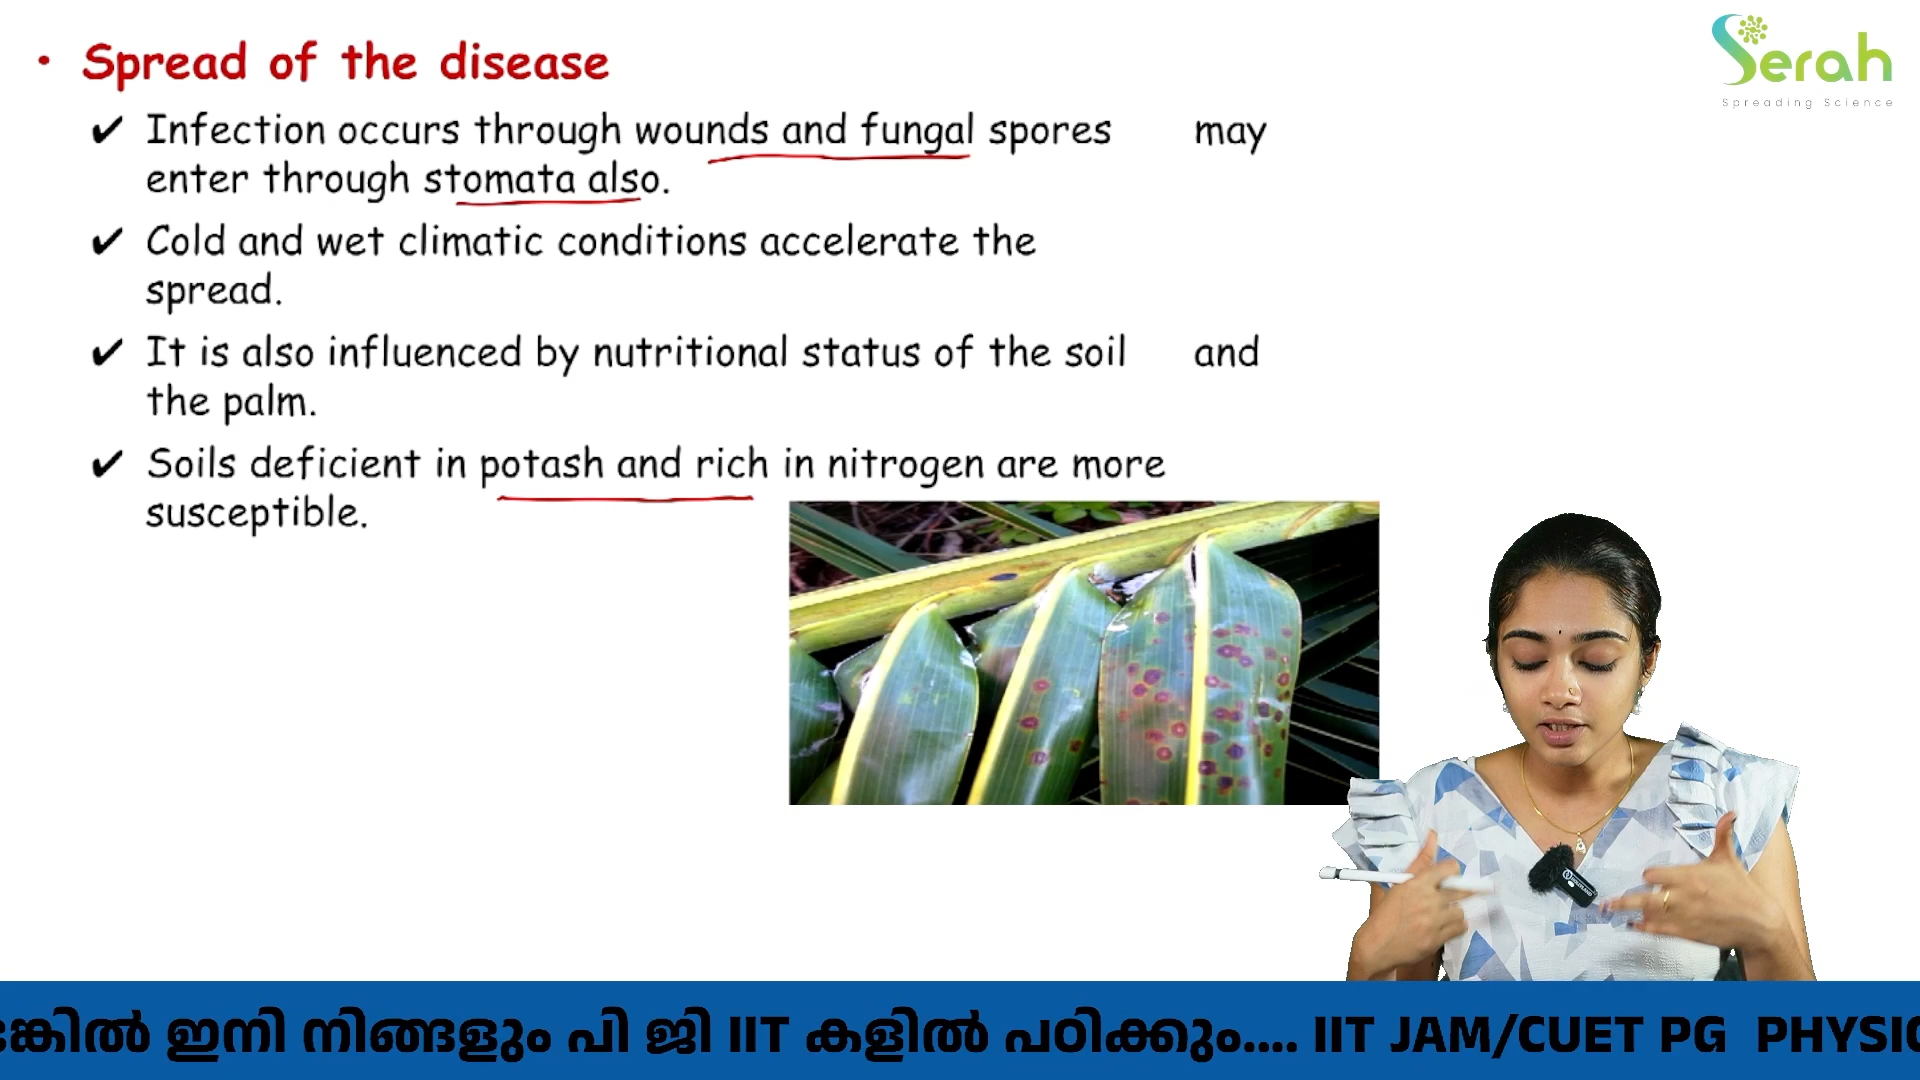 • Spread of the disease
✔ Infection occurs through wounds and fungal spores may
enter through stomata also.
✔ Cold and wet climatic conditions accelerate the
spread.
✔ It is also influenced by nutritional status of the soil and
the palm.
✔ Soils deficient in potash and rich in nitrogen are more
susceptible.
Serah
Spreading Science
ഇനി നിങ്ങളും പി ജി IIT കളിൽ പഠിക്കും.... IIT JAM/CUET PG